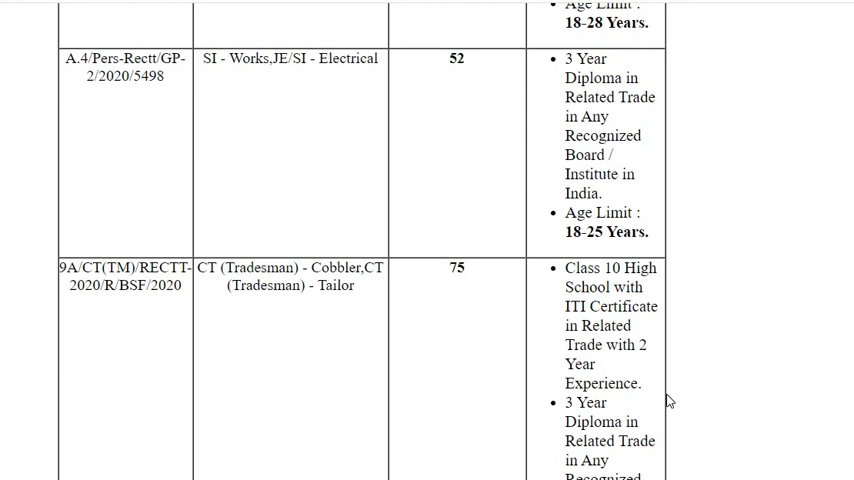 Age Limit :
18-28 Years.
A.4/Pers-Rectt/GP-
2/2020/5498
SI - Works,JE/SI - Electrical
52
3 Year
Diploma in
Related Trade
in Any
Recognized
Board /
Institute in
India.
Age Limit :
18-25 Years.
9A/CT(TM)/RECTT-
2020/R/BSF/2020
CT (Tradesman) - Cobbler,CT
(Tradesman) - Tailor
75
Class 10 High
School with
ITI Certificate
in Related
Trade with 2
Year
Experience.
3 Year
Diploma in
Related Trade
in Any
Recognized